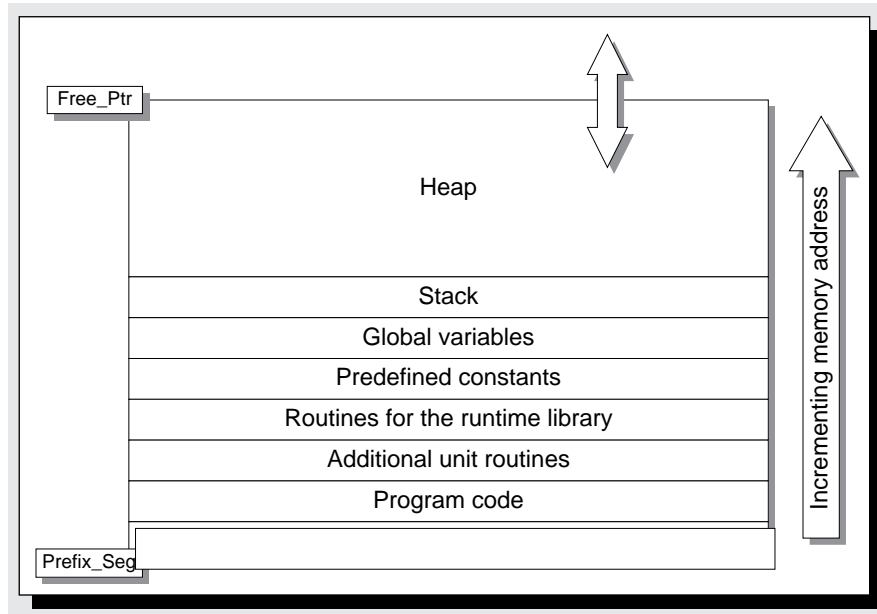 Free_Ptr
Heap
Stack
Global variables
Predefined constants
Routines for the runtime library
Additional unit routines
Program code
Prefix_Seg
Incrementing memory address